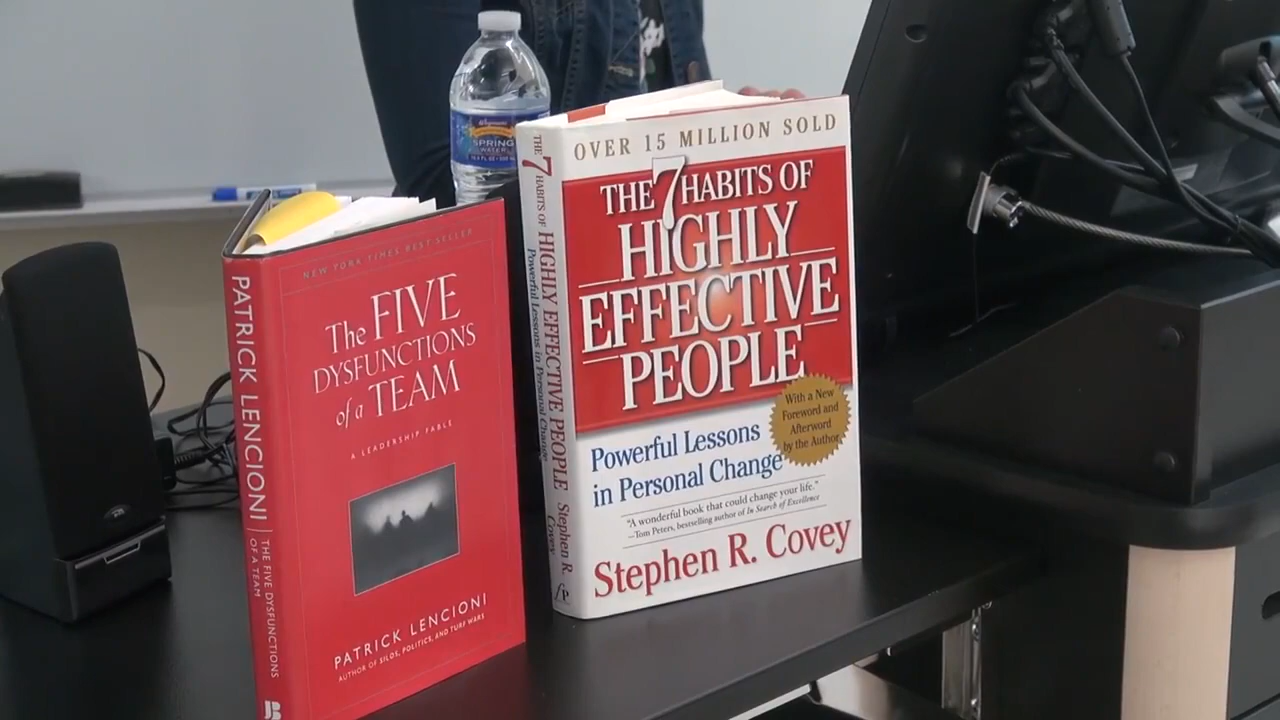 NEW YORK TIMES BEST SELLER
The FIVE
DYSFUNCTIONS
of a TEAM
A LEADERSHIP FABLE
PATRICK LENCIONI
AUTHOR OF SILOS, POLITICS, AND TURF WARS
PATRICK LENCIONI
THE FIVE DYSFUNCTIONS
OF A TEAM
SPRING
WATER
THE 7 HABITS OF HIGHLY EFFECTIVE PEOPLE
Powerful Lessons in Personal Change
Stephen R.
Covey
fP
OVER 15 MILLION SOLD
THE 7 HABITS OF
HIGHLY
EFFECTIVE
PEOPLE
With a New
Foreword and
Afterword
by the Author
Powerful Lessons
in Personal Change
“A wonderful book that could change your life.”
—Tom Peters, bestselling author of In Search of Excellence
Stephen R. Covey